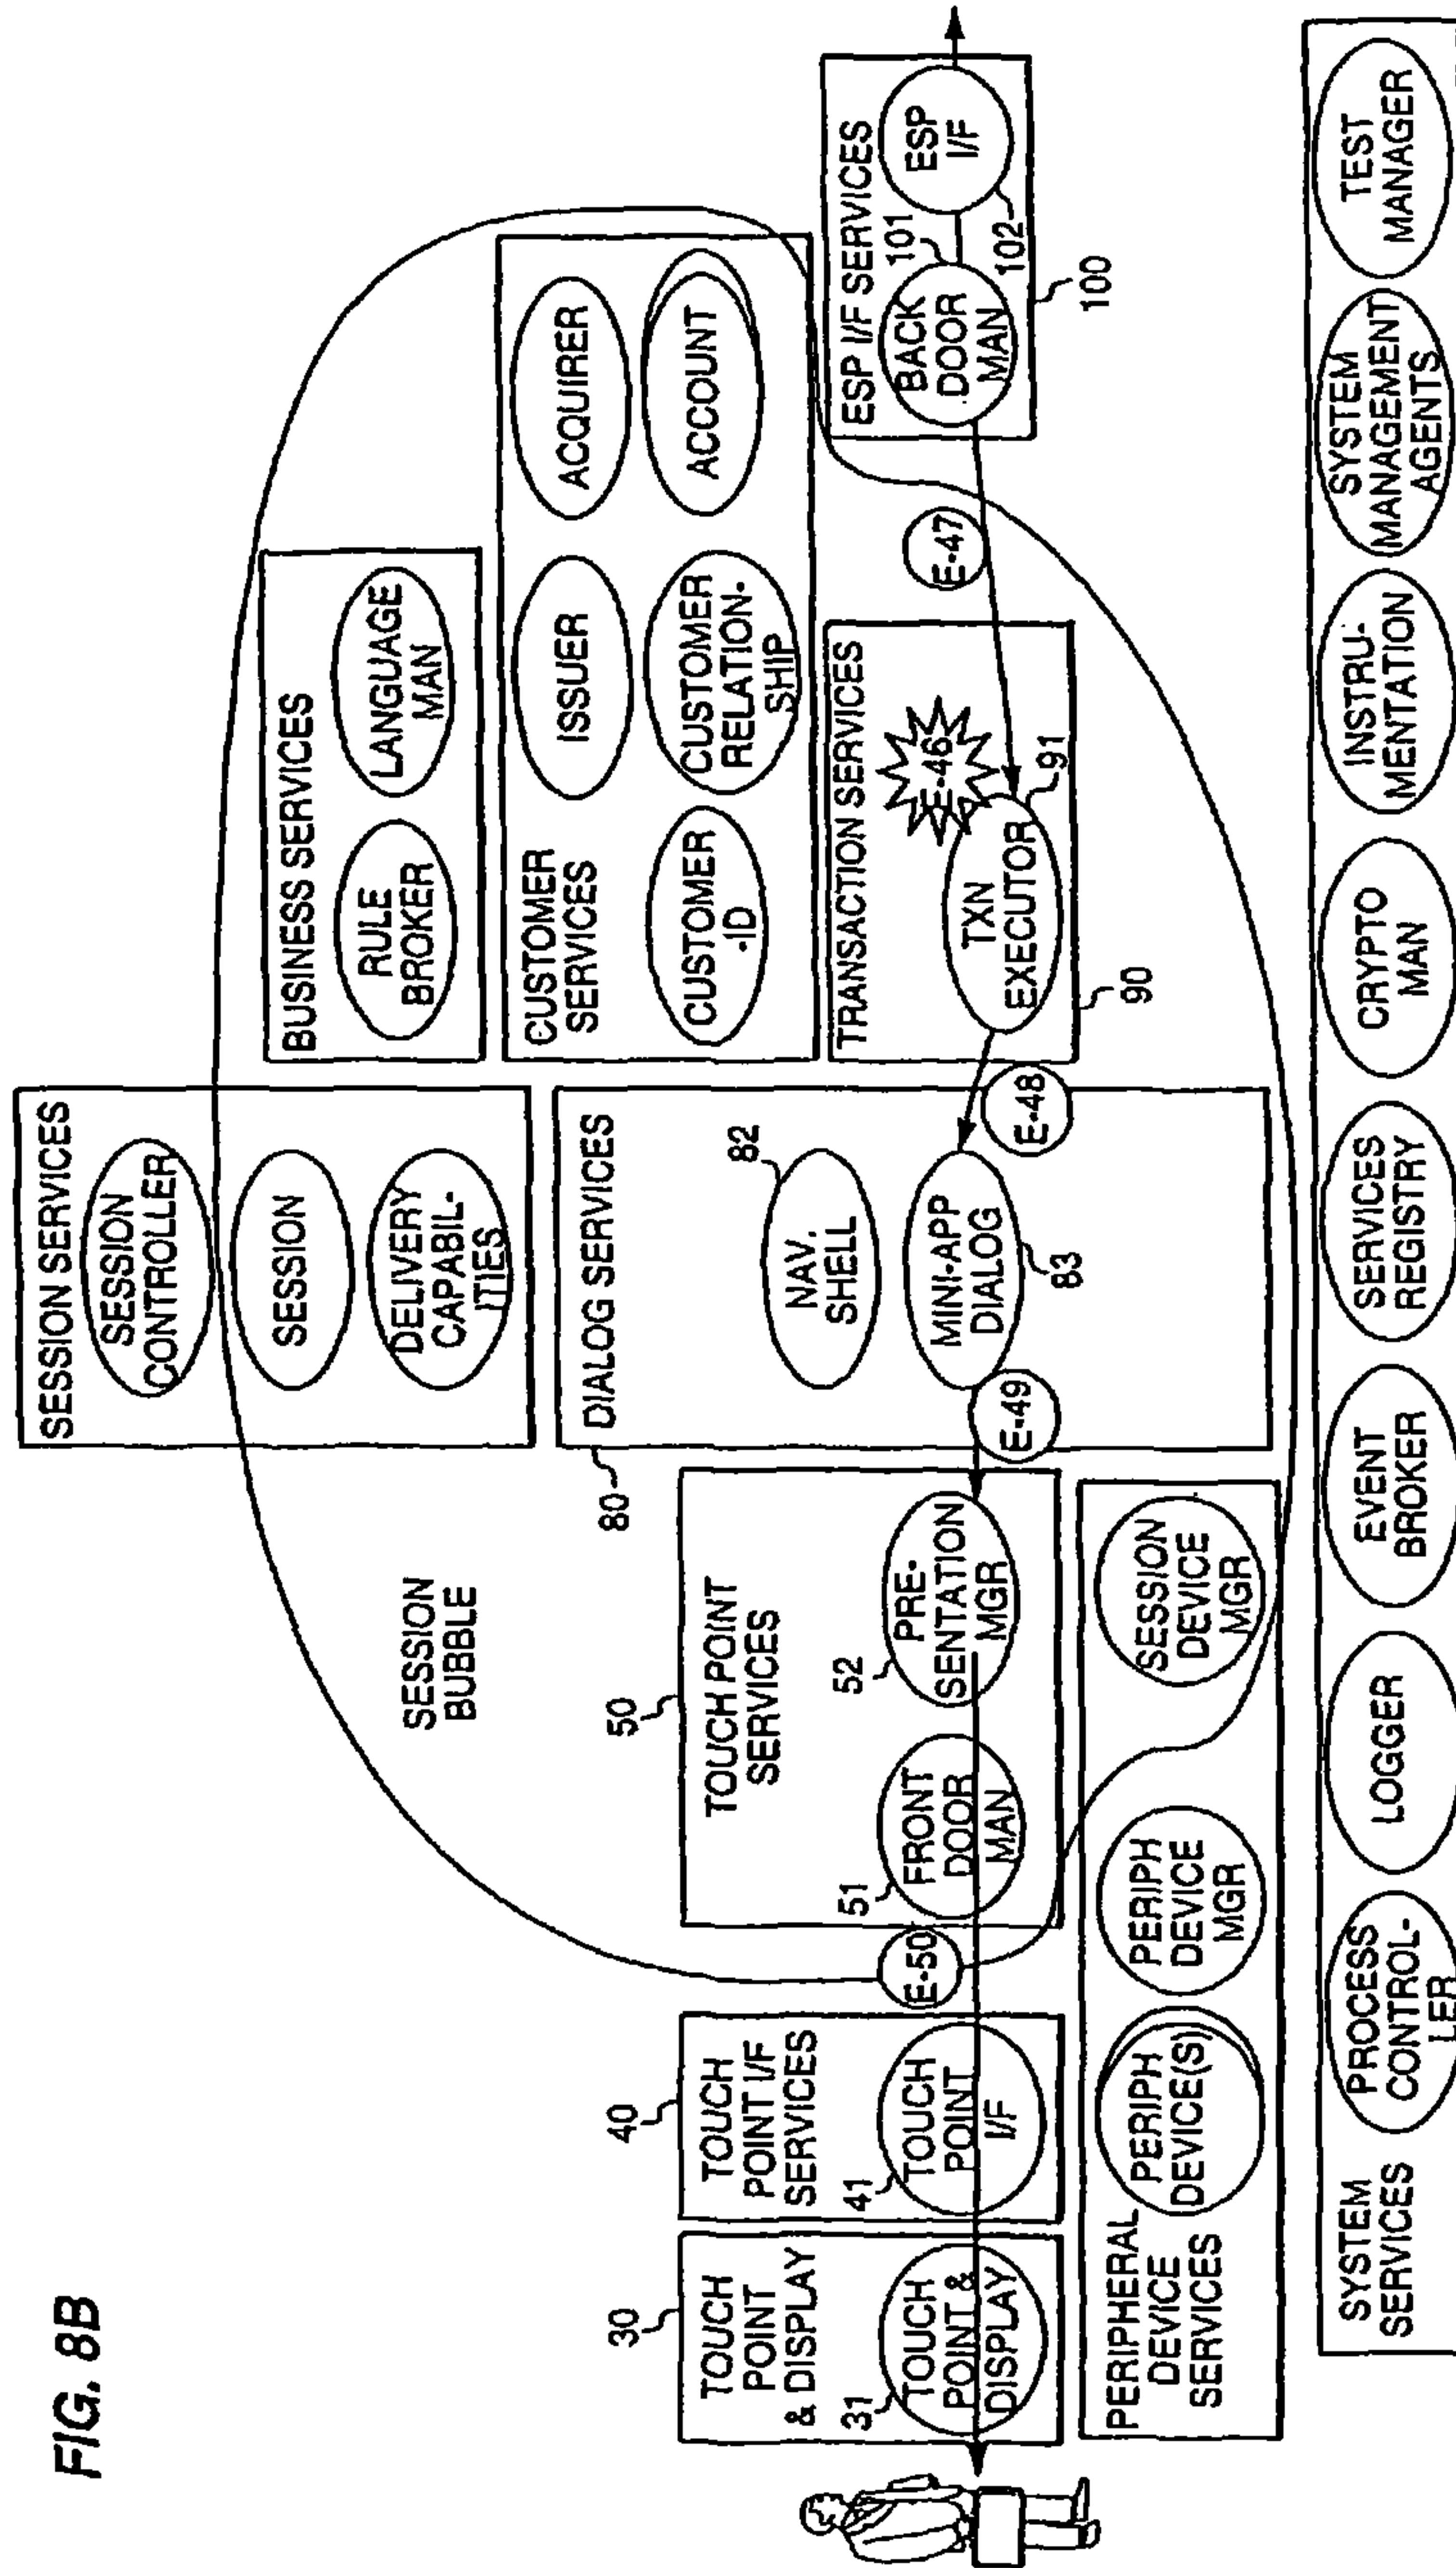 FIG. 8B
SESSION SERVICES
SESSION
CONTROLLER
SESSION
DELIVERY
CAPABIL-
ITIES
BUSINESS SERVICES
RULE
BROKER
LANGUAGE
MAN
SESSION
BUBBLE
CUSTOMER
SERVICES
ISSUER
ACQUIRER
CUSTOMER
-ID
CUSTOMER
RELATION-
SHIP
ACCOUNT
80
DIALOG SERVICES
82
NAV.
SHELL
MINI-APP
DIALOG
83
E-49
E-48
30
TOUCH
POINT
& DISPLAY
31
TOUCH
POINT &
DISPLAY
40
TOUCH
POINT I/F
SERVICES
41
TOUCH
POINT
I/F
E-50
50
TOUCH POINT
SERVICES
51
FRONT
DOOR
MAN
52
PRE-
SENTATION
MGR
TRANSACTION SERVICES
E-46
TXN
EXECUTOR
91
90
E-47
ESP I/F SERVICES
BACK
DOOR
MAN
101
ESP
I/F
102
100
PERIPHERAL
DEVICE
SERVICES
PERIPH
DEVICE(S)
PERIPH
DEVICE
MGR
SESSION
DEVICE
MGR
SYSTEM
SERVICES
PROCESS
CONTROL-
LER
LOGGER
EVENT
BROKER
SERVICES
REGISTRY
CRYPTO
MAN
INSTRU-
MENTATION
SYSTEM
MANAGEMENT
AGENTS
TEST
MANAGER